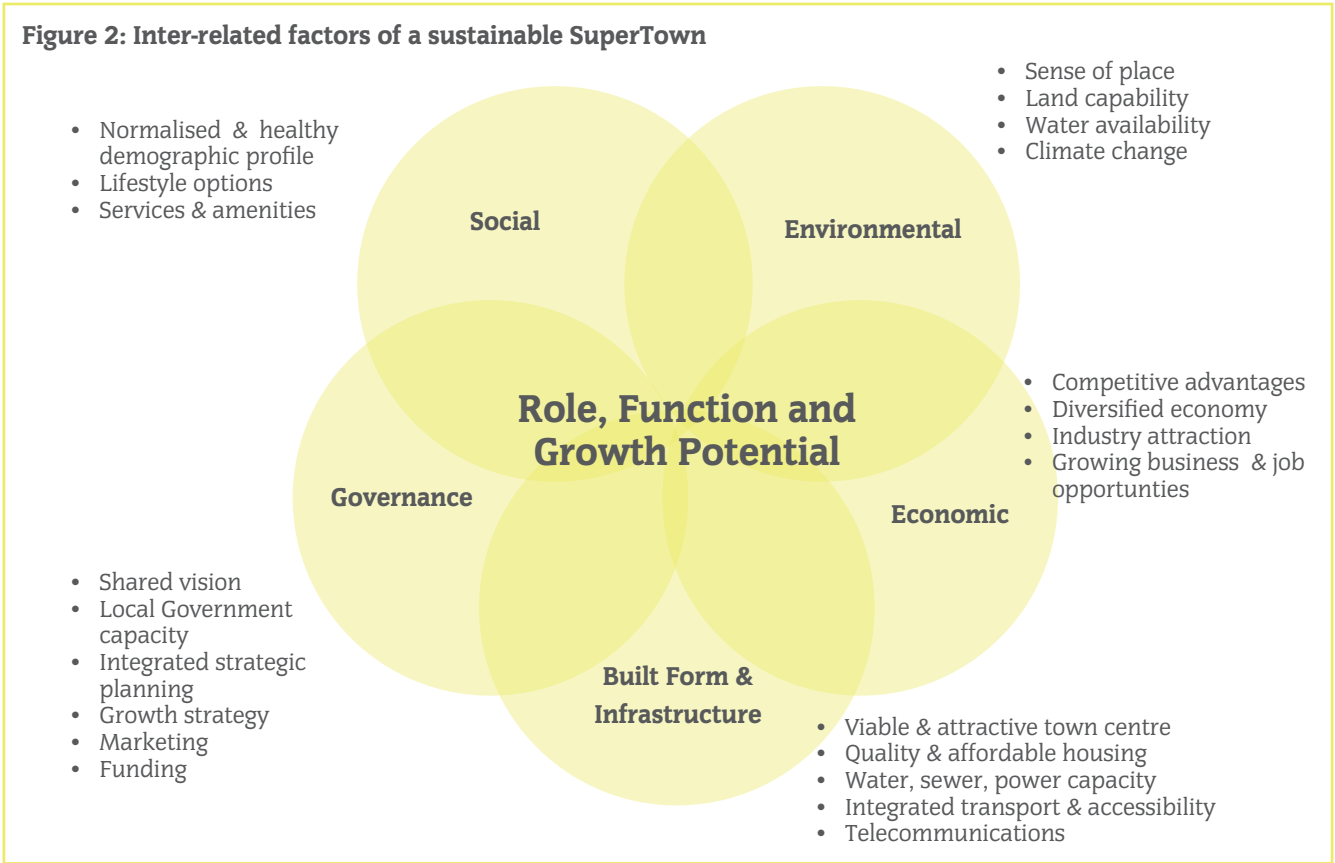 Figure 2: Inter-related factors of a sustainable SuperTown
• Normalised & healthy
demographic profile
• Lifestyle options
• Services & amenities
• Sense of place
• Land capability
• Water availability
• Climate change
Social
Environmental
Role, Function and
Growth Potential
• Competitive advantages
• Diversified economy
• Industry attraction
• Growing business & job
opportunties
Governance
Economic
• Shared vision
• Local Government
capacity
• Integrated strategic
planning
• Growth strategy
• Marketing
• Funding
Built Form &
Infrastructure
• Viable & attractive town centre
• Quality & affordable housing
• Water, sewer, power capacity
• Integrated transport & accessibility
• Telecommunications